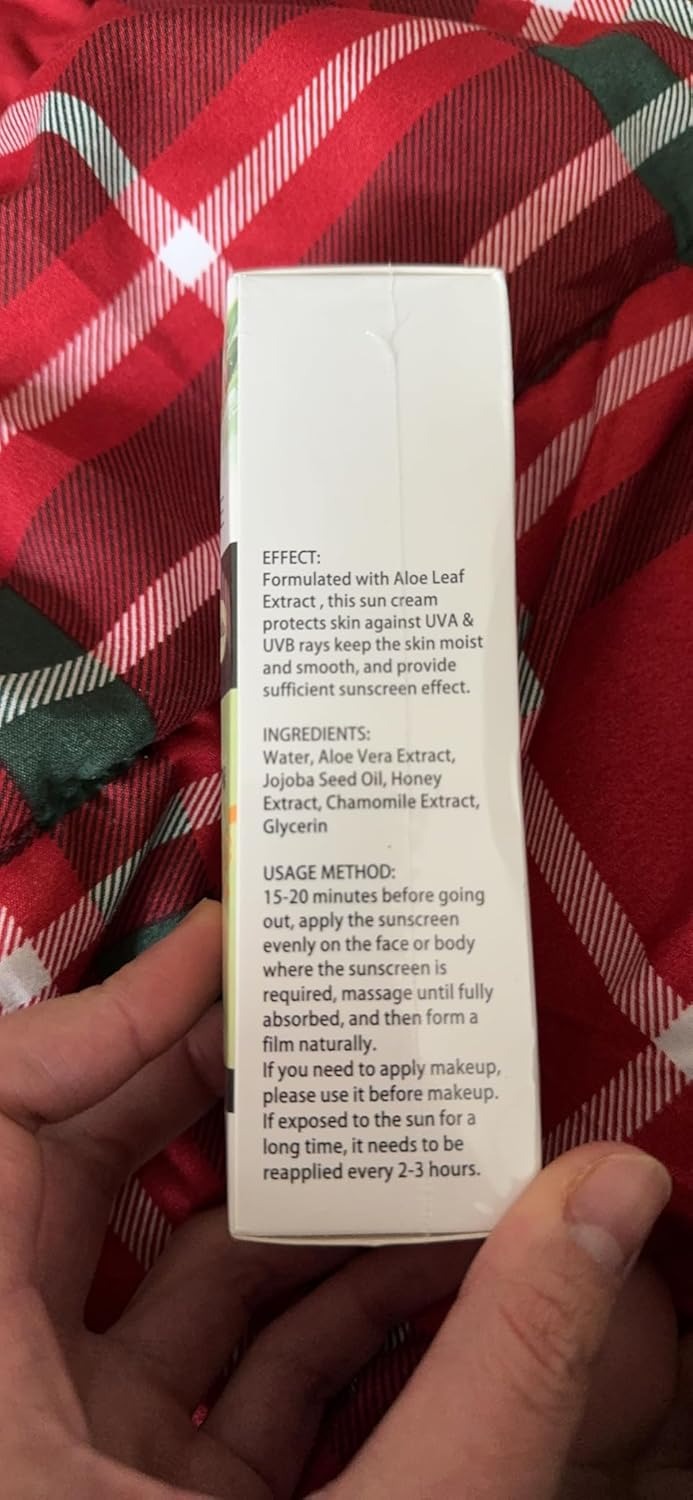 EFFECT:
Formulated with Aloe Leaf
Extract , this sun cream
protects skin against UVA &
UVB rays keep the skin moist
and smooth, and provide
sufficient sunscreen effect.
INGREDIENTS:
Water, Aloe Vera Extract,
Jojoba Seed Oil, Honey
Extract, Chamomile Extract,
Glycerin
USAGE METHOD:
15-20 minutes before going
out, apply the sunscreen
evenly on the face or body
where the sunscreen is
required, massage until fully
absorbed, and then form a
film naturally.
If you need to apply makeup,
please use it before makeup.
If exposed to the sun for a
long time, it needs to be
reapplied every 2-3 hours.